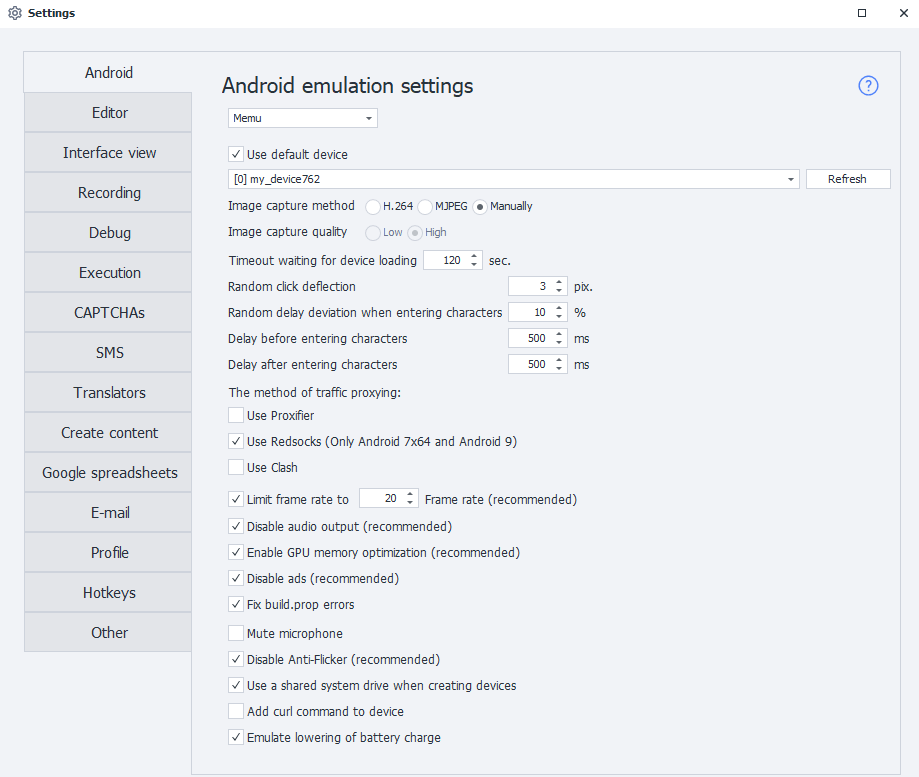 Settings
Android
Editor
Interface view
Recording
Debug
Execution
CAPTCHAs
SMS
Translators
Create content
Google spreadsheets
E-mail
Profile
Hotkeys
Other
Android emulation settings
?
Memu
Use default device
[0] my_device762
Refresh
Image capture method H.264 MJPEG Manually
Image capture quality Low High
Timeout waiting for device loading 120 sec.
Random click deflection 3 pix.
Random delay deviation when entering characters 10 %
Delay before entering characters 500 ms
Delay after entering characters 500 ms
The method of traffic proxying:
Use Proxifier
Use Redsocks (Only Android 7x64 and Android 9)
Use Clash
Limit frame rate to 20 Frame rate (recommended)
Disable audio output (recommended)
Enable GPU memory optimization (recommended)
Disable ads (recommended)
Fix build.prop errors
Mute microphone
Disable Anti-Flicker (recommended)
Use a shared system drive when creating devices
Add curl command to device
Emulate lowering of battery charge